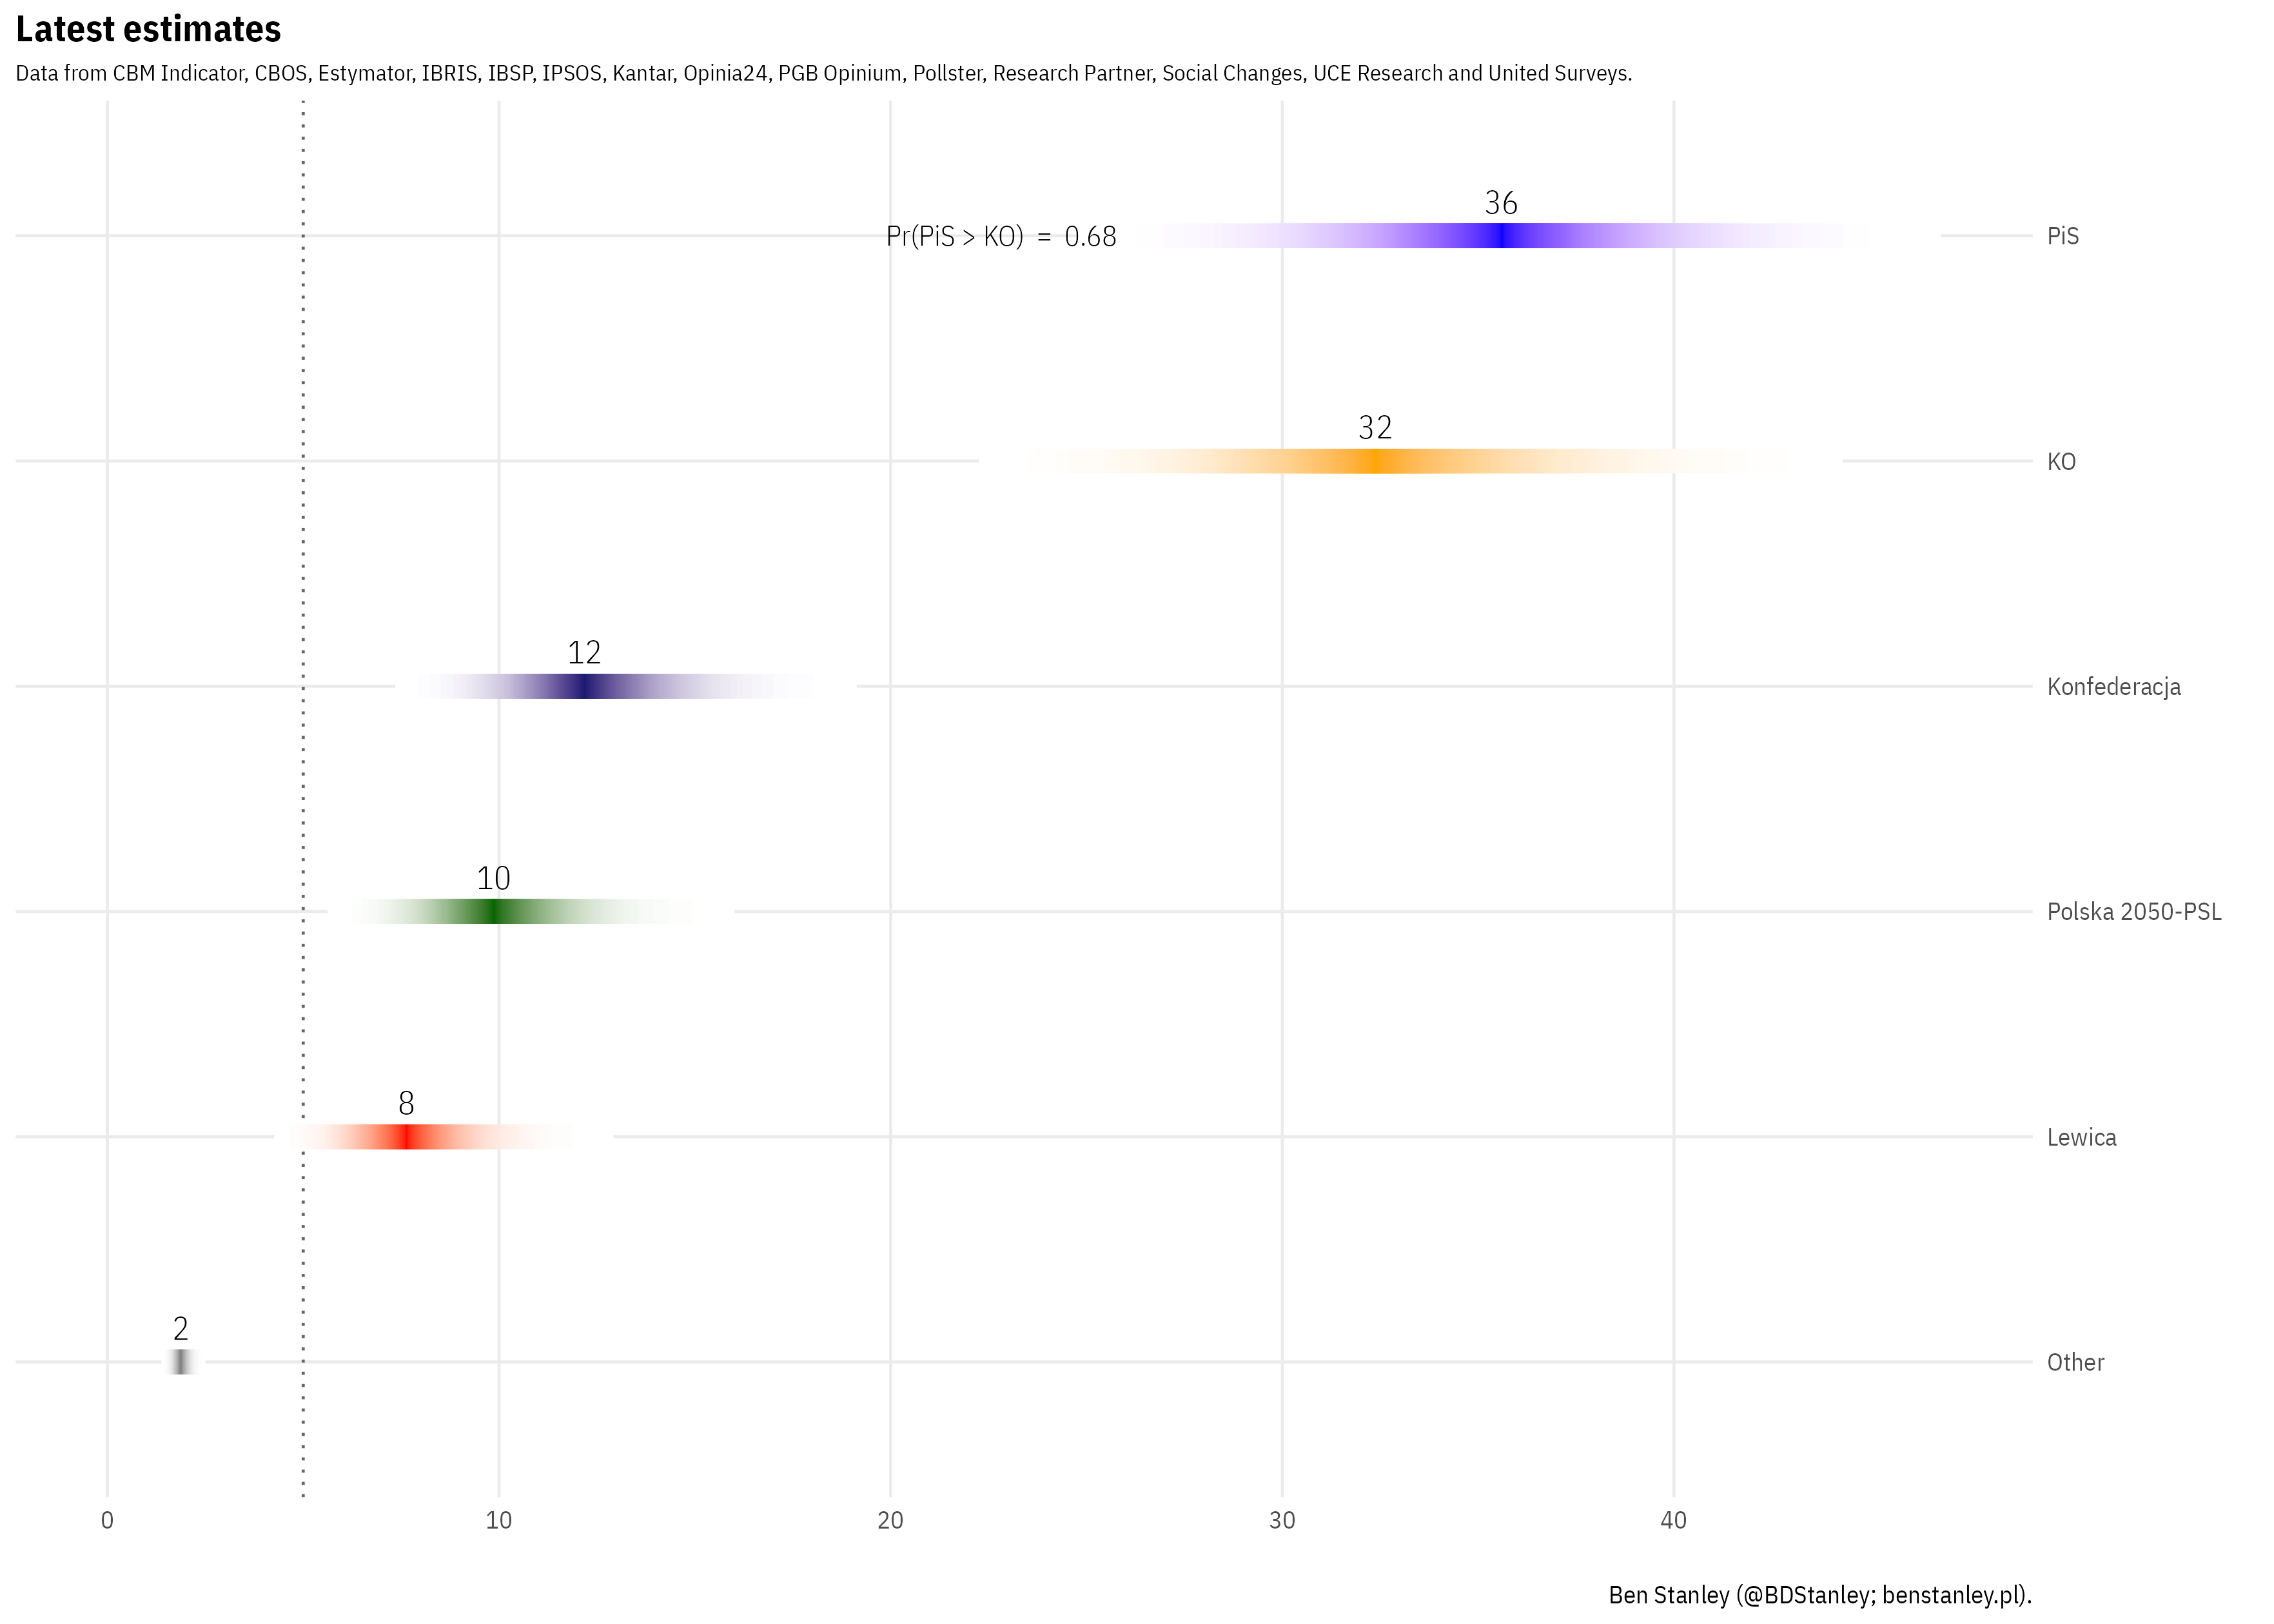 Latest estimates
Data from CBM Indicator, CBOS, Estymator, IBRIS, IBSP, IPSOS, Kantar, Opinia24, PGB Opinium, Pollster, Research Partner, Social Changes, UCE Research and United Surveys.
36
Pr(PiS > KO) = 0.68
PiS
32
KO
12
Konfederacja
10
Polska 2050-PSL
8
Lewica
2
Other
0 10 20 30 40
Ben Stanley (@BDStanley; benstanley.pl).